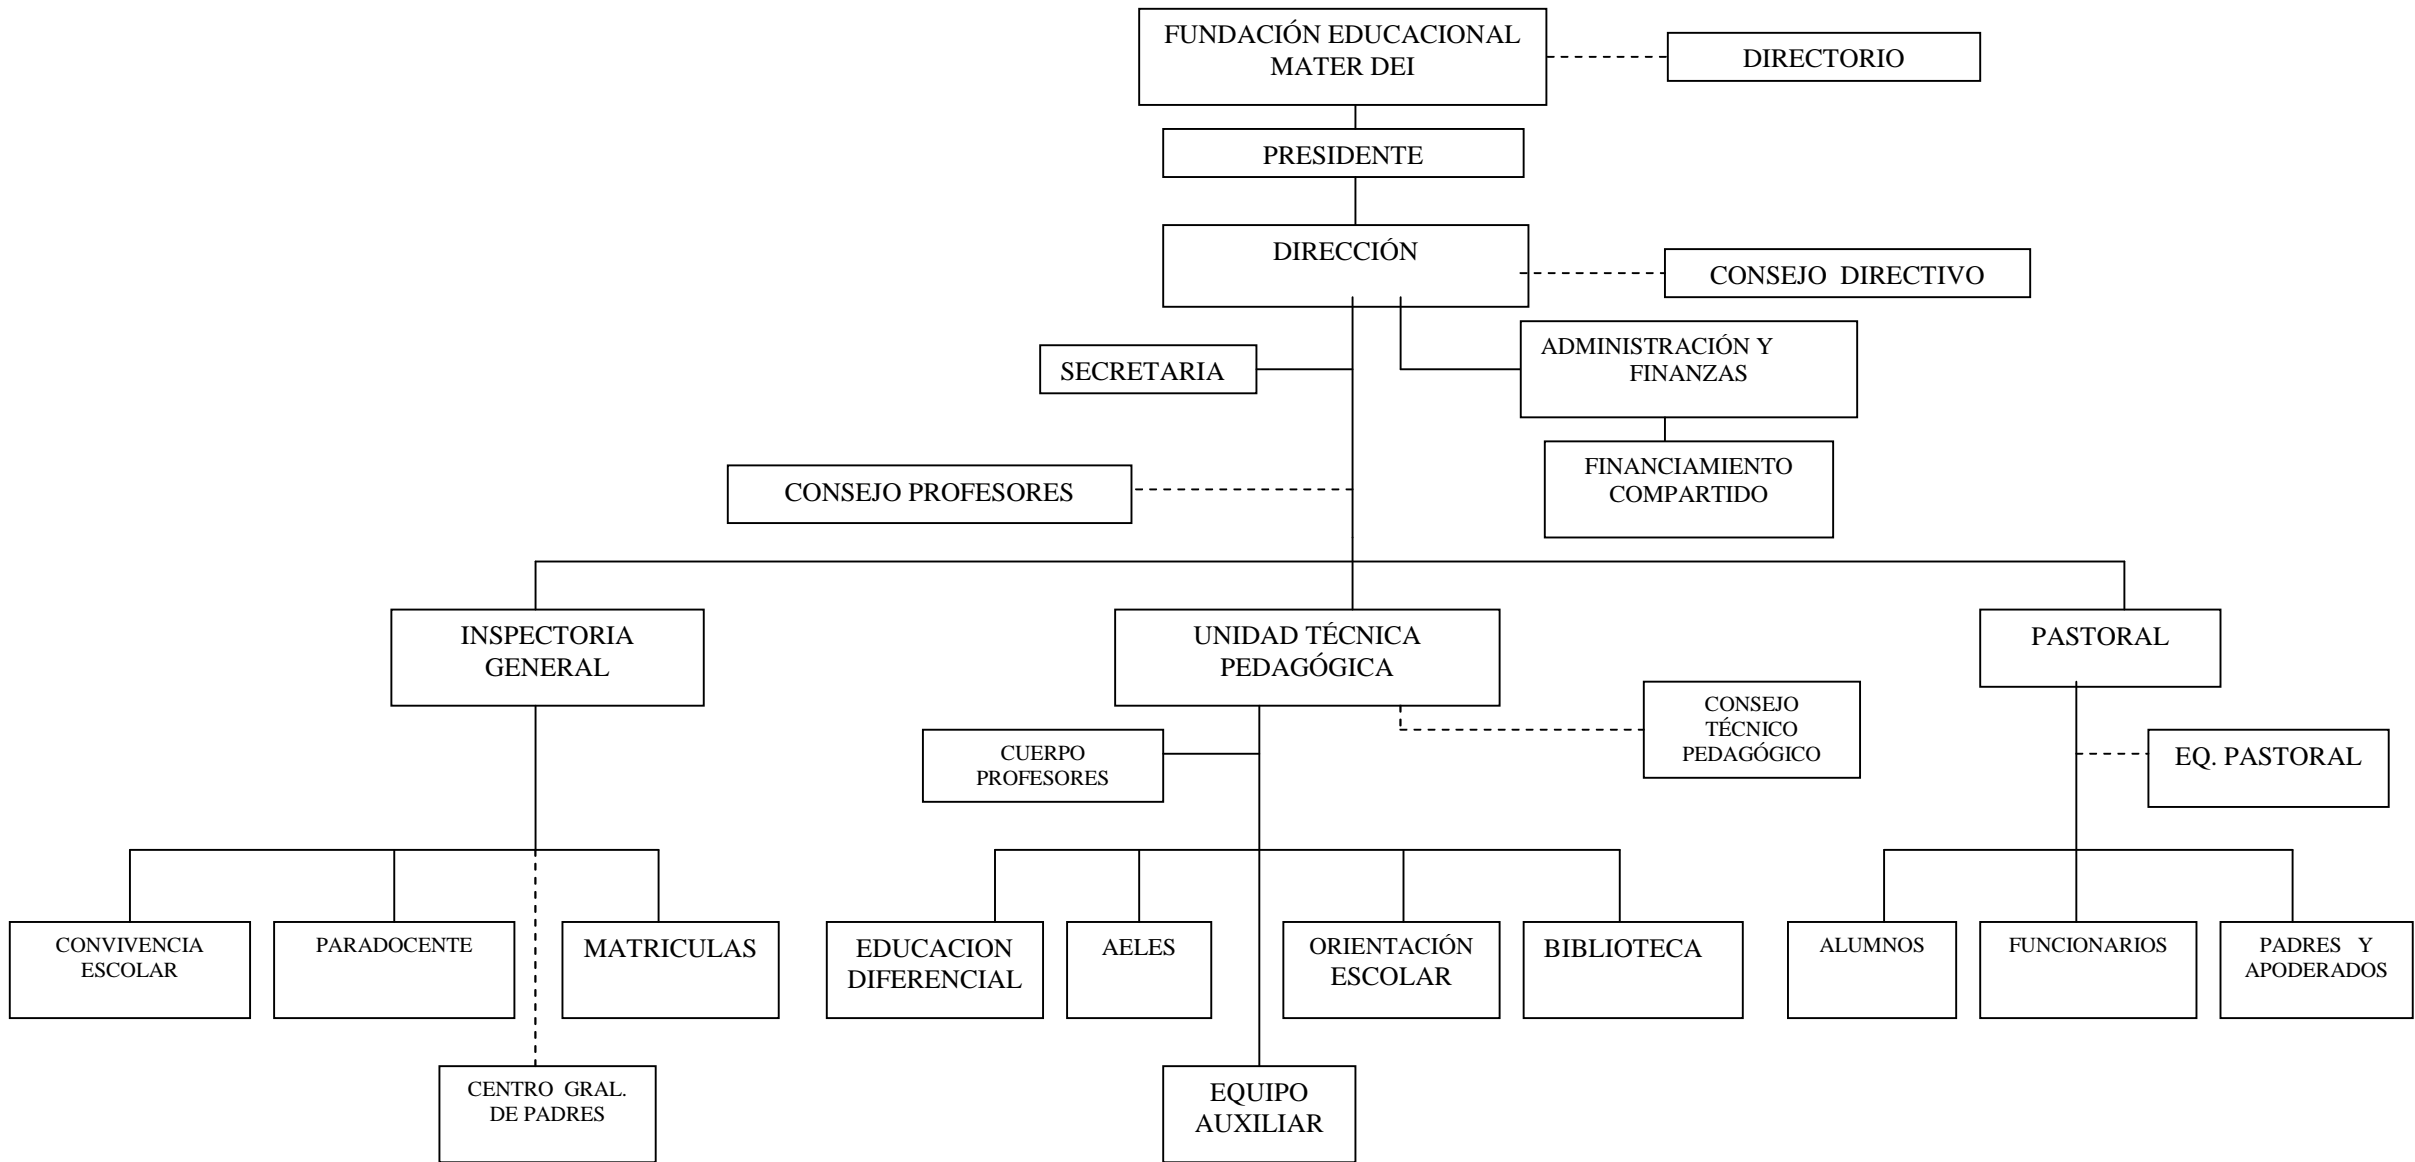 FUNDACIÓN EDUCACIONAL
MATER DEI
DIRECTORIO
PRESIDENTE
DIRECCIÓN
CONSEJO DIRECTIVO
SECRETARIA
ADMINISTRACIÓN Y
FINANZAS
CONSEJO PROFESORES
FINANCIAMIENTO
COMPARTIDO
INSPECTORIA
GENERAL
UNIDAD TÉCNICA
PEDAGÓGICA
PASTORAL
CUERPO
PROFESORES
CONSEJO
TÉCNICO
PEDAGÓGICO
EQ. PASTORAL
CONVIVENCIA
ESCOLAR
PARADOCENTE
MATRICULAS
EDUCACION
DIFERENCIAL
AELES
ORIENTACIÓN
ESCOLAR
BIBLIOTECA
ALUMNOS
FUNCIONARIOS
PADRES Y
APODERADOS
CENTRO GRAL.
DE PADRES
EQUIPO
AUXILIAR